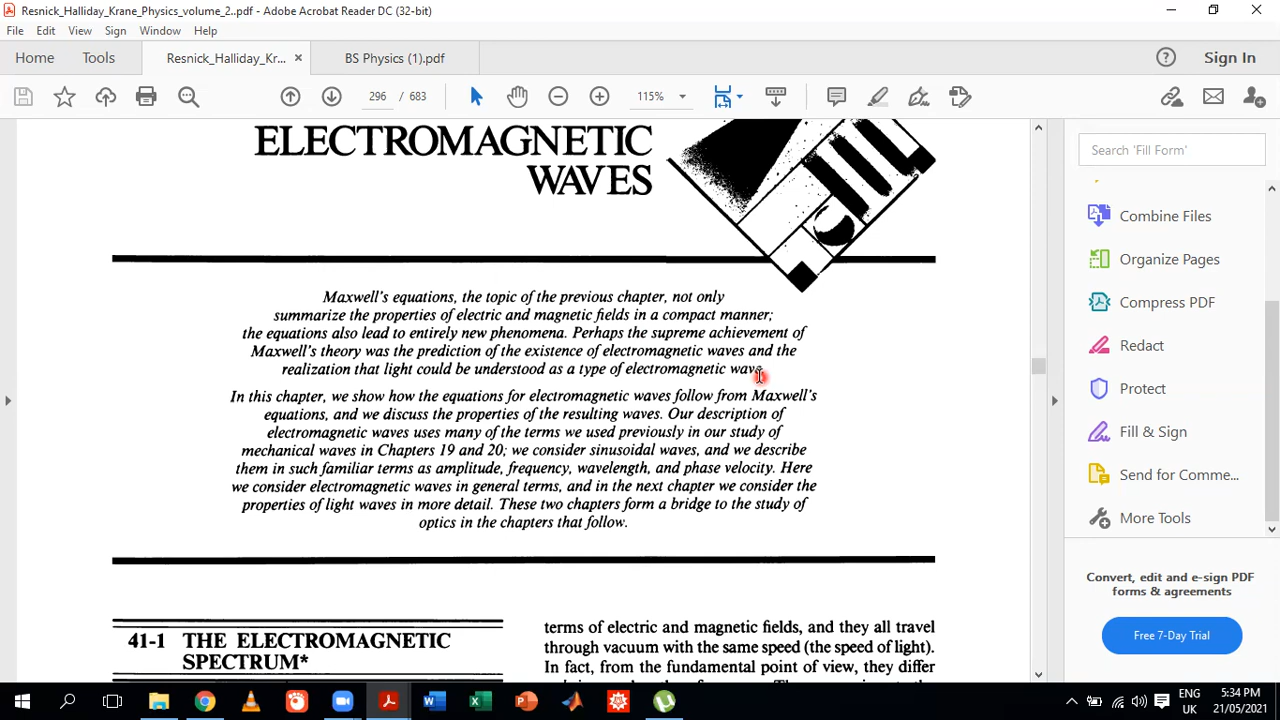 Resnick_Halliday_Krane_Physics_volume_2..pdf - Adobe Acrobat Reader DC (32-bit)
File Edit View Sign Window Help
Home Tools Resnick_Halliday_Kr... BS Physics (1).pdf Sign In
296 / 683 115%
ELECTROMAGNETIC
WAVES
Maxwell's equations, the topic of the previous chapter, not only
summarize the properties of electric and magnetic fields in a compact manner;
the equations also lead to entirely new phenomena. Perhaps the supreme achievement of
Maxwell's theory was the prediction of the existence of electromagnetic waves and the
realization that light could be understood as a type of electromagnetic wave
In this chapter, we show how the equations for electromagnetic waves follow from Maxwell's
equations, and we discuss the properties of the resulting waves. Our description of
electromagnetic waves uses many of the terms we used previously in our study of
mechanical waves in Chapters 19 and 20; we consider sinusoidal waves, and we describe
them in such familiar terms as amplitude, frequency, wavelength, and phase velocity. Here
we consider electromagnetic waves in general terms, and in the next chapter we consider the
properties of light waves in more detail. These two chapters form a bridge to the study of
optics in the chapters that follow.
41-1 THE ELECTROMAGNETIC
SPECTRUM*
terms of electric and magnetic fields, and they all travel
through vacuum with the same speed (the speed of light).
In fact, from the fundamental point of view, they differ
Search 'Fill Form'
Combine Files
Organize Pages
Compress PDF
Redact
Protect
Fill & Sign
Send for Comme...
More Tools
Convert, edit and e-sign PDF
forms & agreements
Free 7-Day Trial
ENG
UK
5:34 PM
21/05/2021